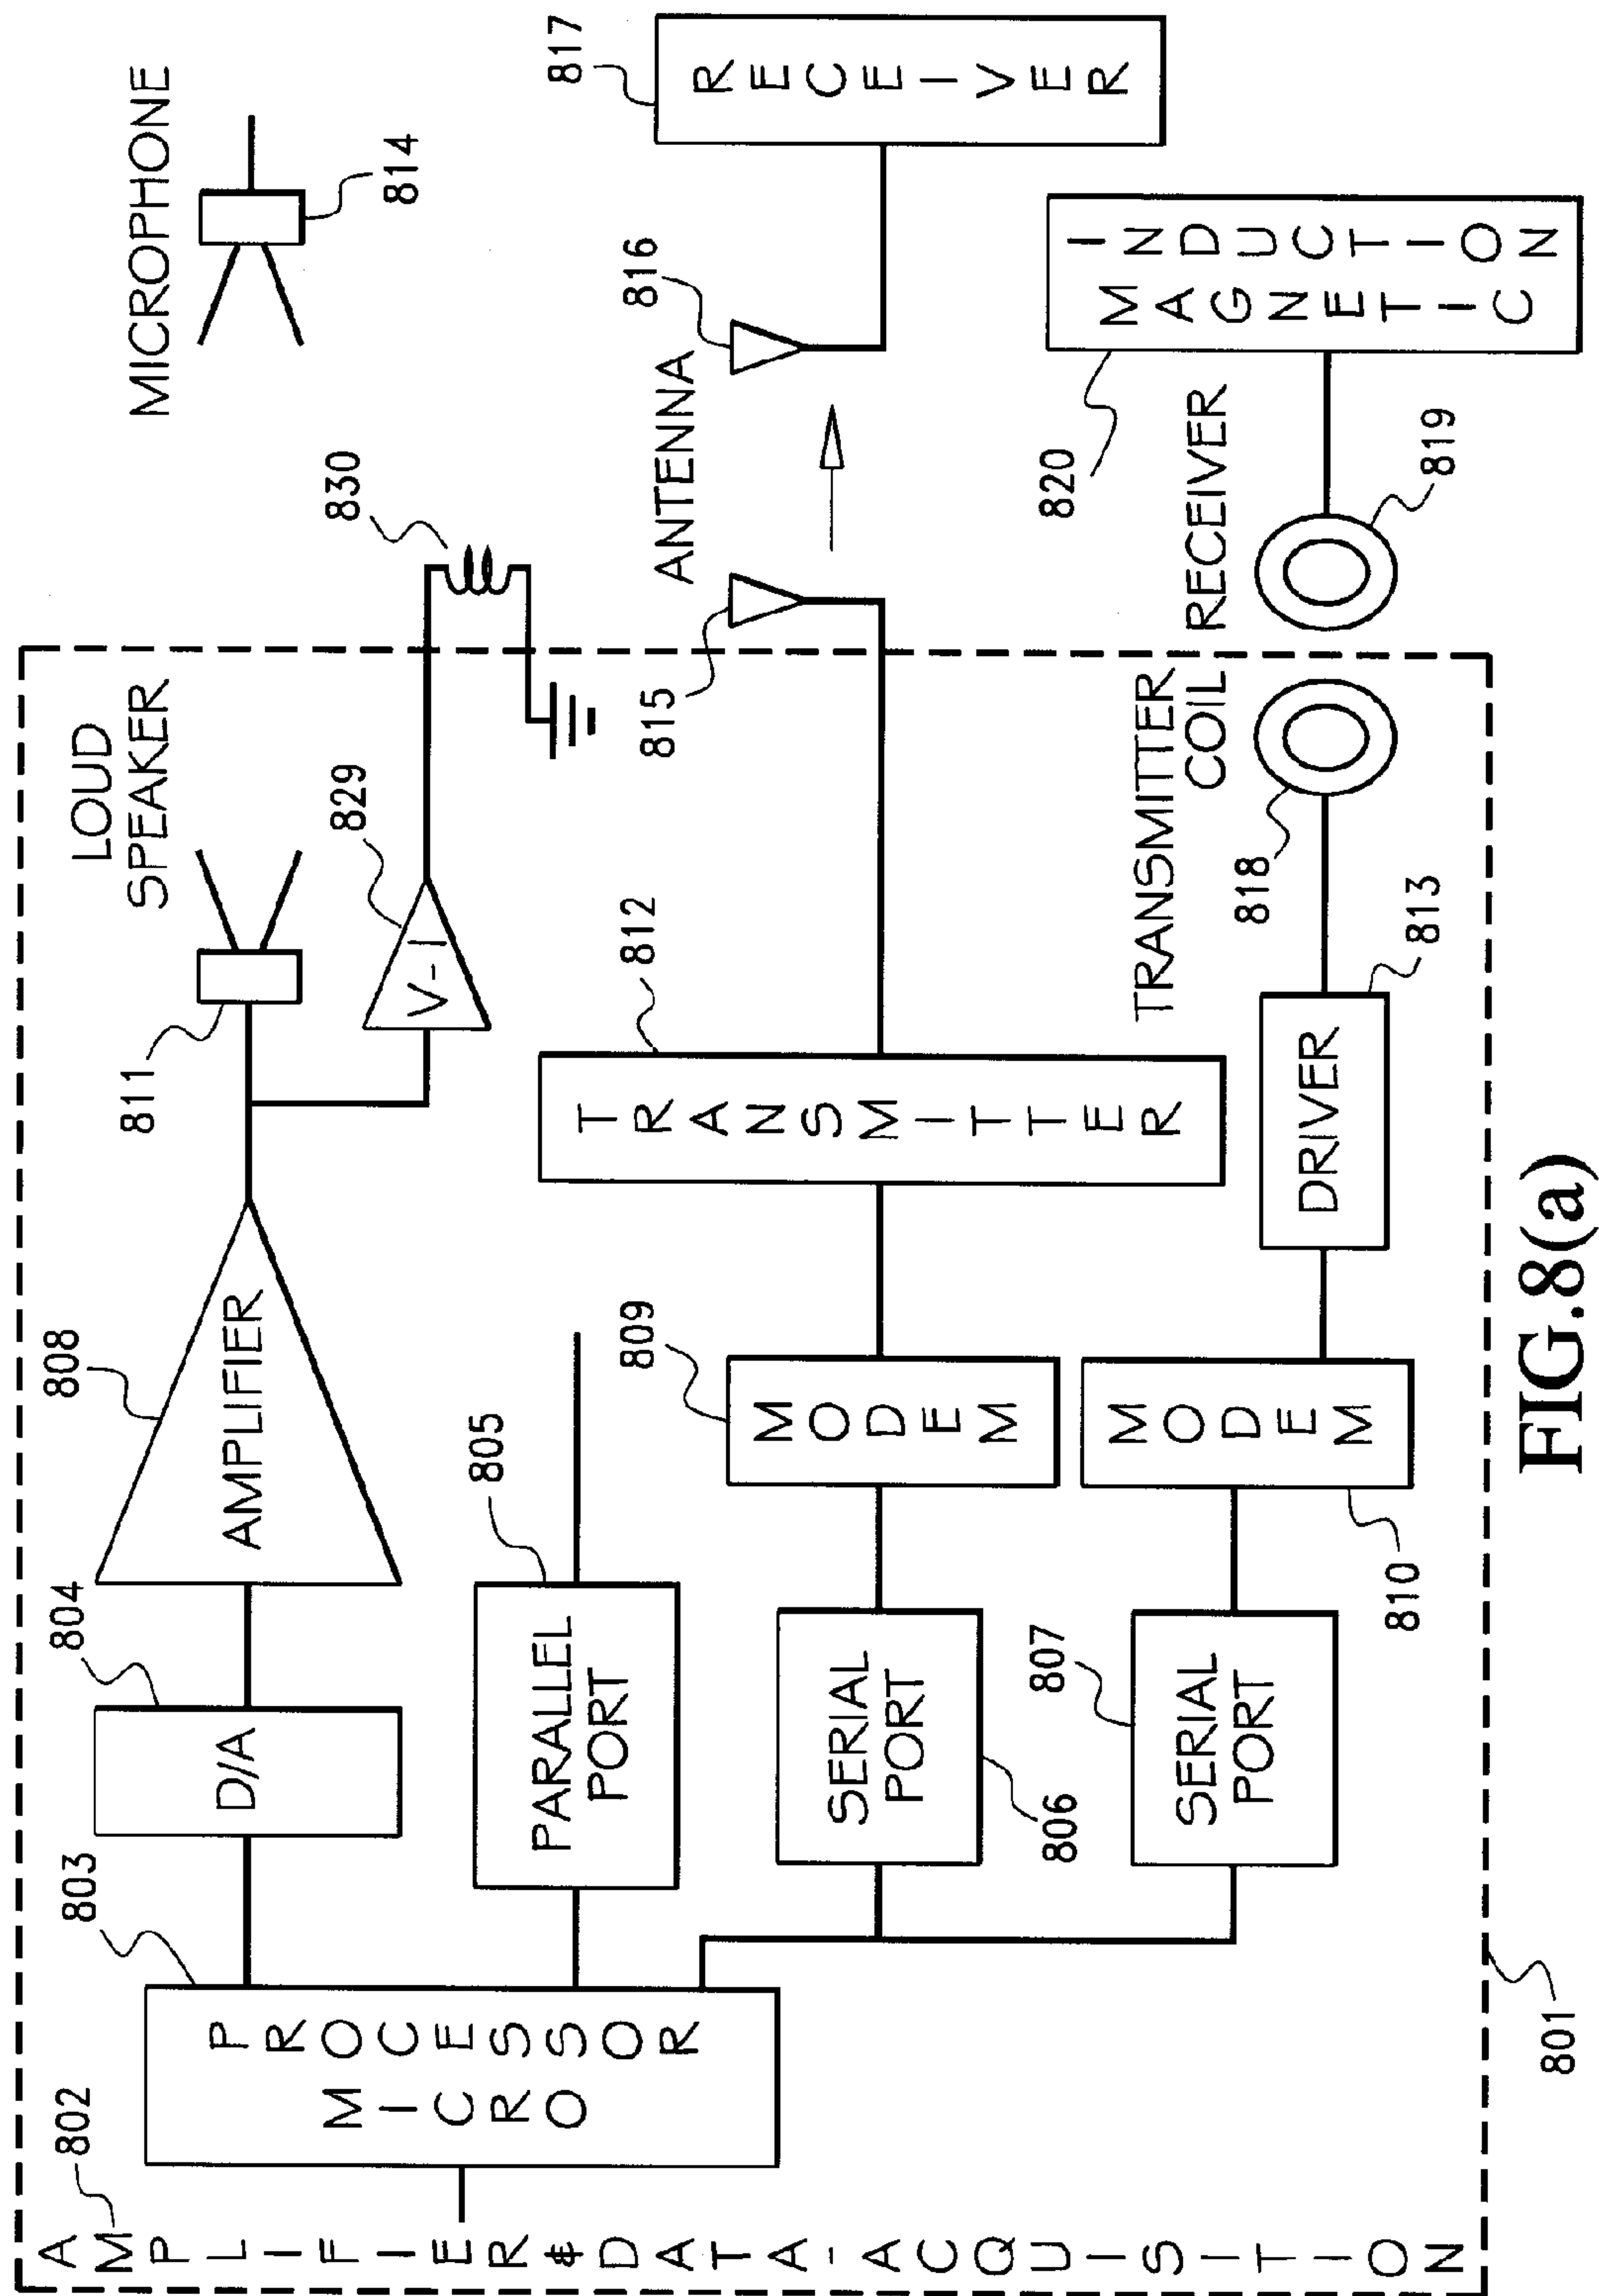 MICROPHONE
814
817
RECEIVER
816
ANTENNA
815
830
LOUD
SPEAKER
811
829
V-I
812
TRANSMITTER
INDUCTION
MAGNETIC
820
RECEIVER
819
TRANSMITTER
COIL
818
813
DRIVER
808
AMPLIFIER
804
D/A
805
PARALLEL
PORT
809
MODEM
MODEM
810
SERIAL
PORT
806
807
SERIAL
PORT
803
PROCESSOR
MICRO
802
AMPLIFIER & DATA-ACQUISITION
801
FIG.8(a)